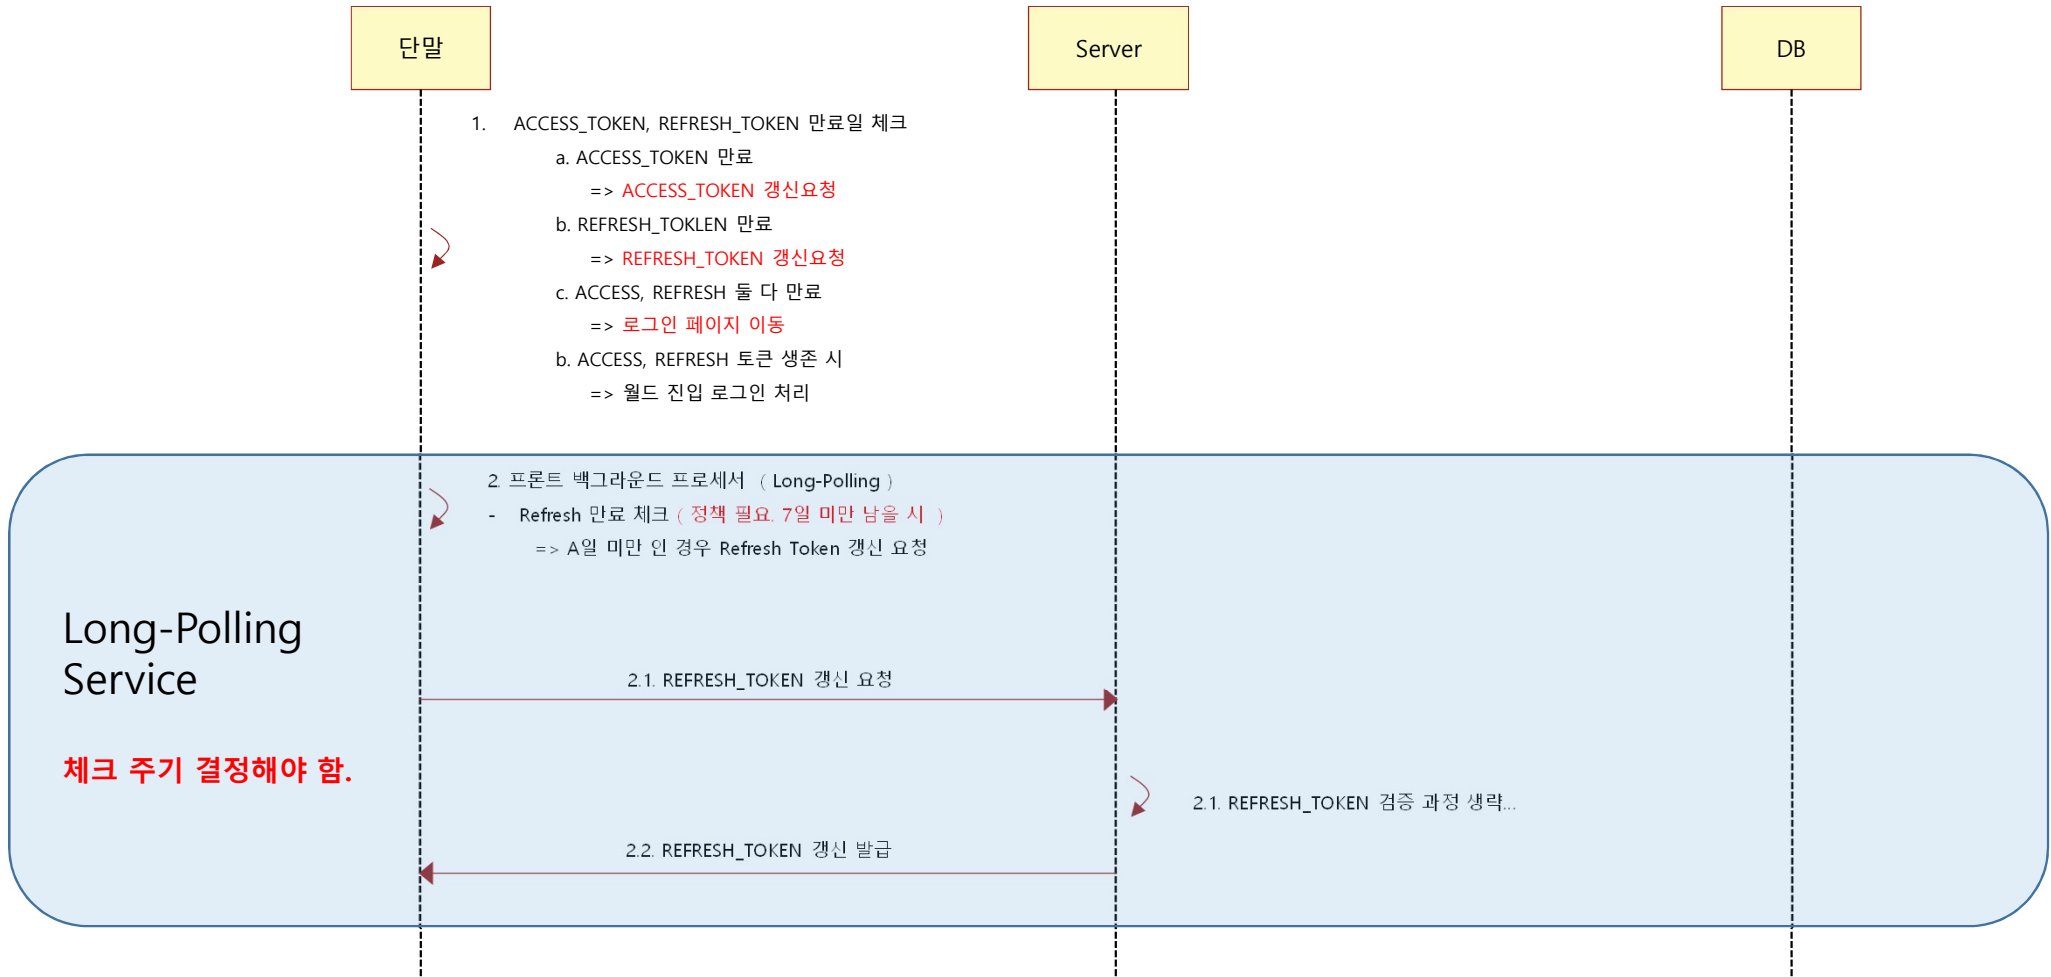 단말
Server
DB
1. ACCESS_TOKEN, REFRESH_TOKEN 만료일 체크
a. ACCESS_TOKEN 만료
=> ACCESS_TOKEN 갱신요청
b. REFRESH_TOKLEN 만료
=> REFRESH_TOKEN 갱신요청
c. ACCESS, REFRESH 둘 다 만료
=> 로그인 페이지 이동
b. ACCESS, REFRESH 토큰 생존 시
=> 월드 진입 로그인 처리
2. 프론트 백그라운드 프로세서 ( Long-Polling )
- Refresh 만료 체크 ( 정책 필요. 7일 미만 남을 시 )
=> A일 미만 인 경우 Refresh Token 갱신 요청
Long-Polling
Service
체크 주기 결정해야 함.
2.1. REFRESH_TOKEN 갱신 요청
2.1. REFRESH_TOKEN 검증 과정 생략...
2.2. REFRESH_TOKEN 갱신 발급